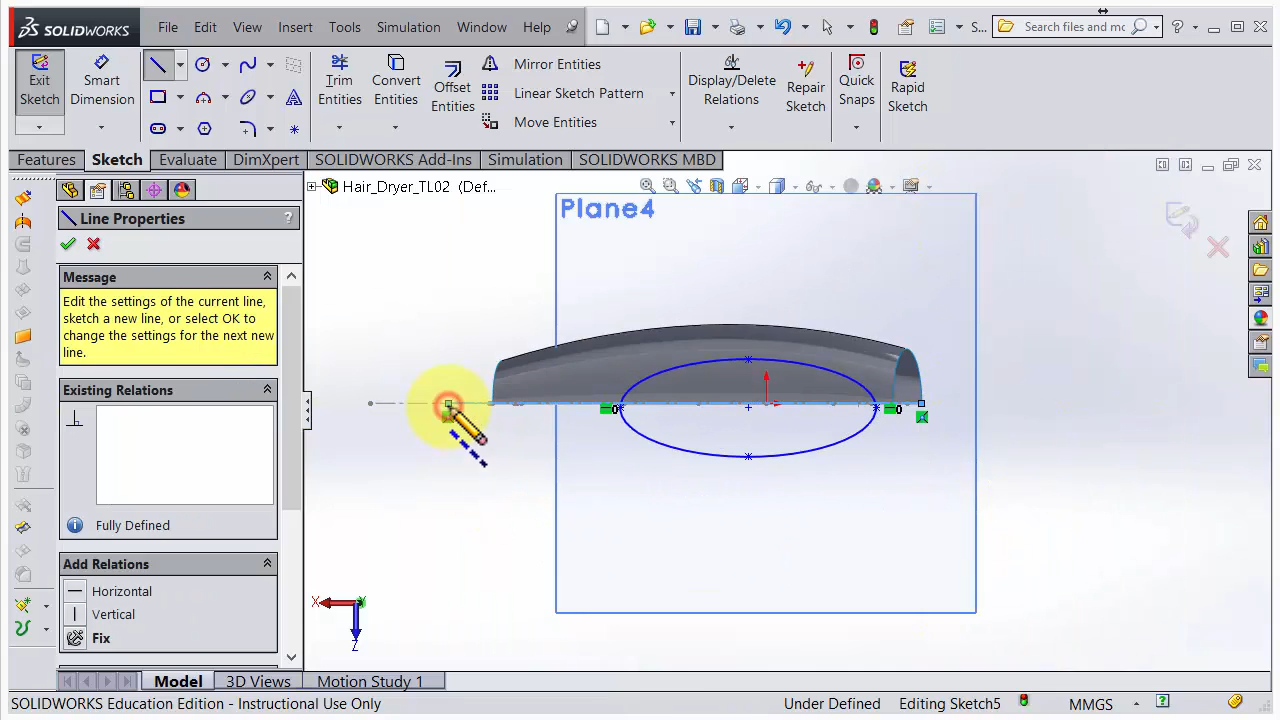 SOLIDWORKS File Edit View Insert Tools Simulation Window Help S... Search files and mc ?
Exit Sketch
Smart Dimension
Trim Entities
Convert Entities
Offset Entities
Mirror Entities
Linear Sketch Pattern
Move Entities
Display/Delete Relations
Repair Sketch
Quick Snaps
Rapid Sketch
Features Sketch Evaluate DimXpert SOLIDWORKS Add-Ins Simulation SOLIDWORKS MBD
Hair_Dryer_TL02 (Def...
Line Properties ?
Message
Edit the settings of the current line,
sketch a new line, or select OK to
change the settings for the next new
line.
Existing Relations
Fully Defined
Add Relations
Horizontal
Vertical
Fix
Plane4
0 0
X Y
Z
Model 3D Views Motion Study 1
SOLIDWORKS Education Edition - Instructional Use Only Under Defined Editing Sketch5 MMGS ?